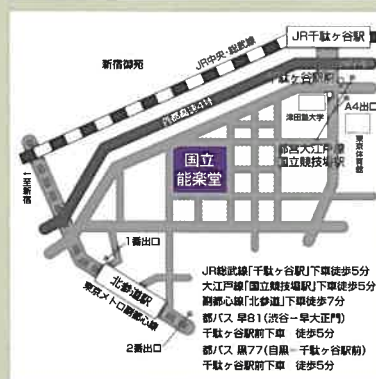 JR千駄ヶ谷駅
新宿御苑
JR中央・総武線
千駄ヶ谷駅前
首都高速4号
津田塾大学
A4出口
都営大江戸線
国立競技場駅
東京体育館
国立
能楽堂
↑至新宿
1番出口
北参道駅
東京メトロ副都心線
2番出口
JR総武線「千駄ヶ谷駅」下車徒歩5分
大江戸線「国立競技場駅」下車徒歩5分
副都心線「北参道」下車徒歩7分
都バス 早81(渋谷ー早大正門)
千駄ヶ谷駅前下車 徒歩5分
都バス 黒77(目黒ー千駄ヶ谷駅前)
千駄ヶ谷駅前下車 徒歩5分